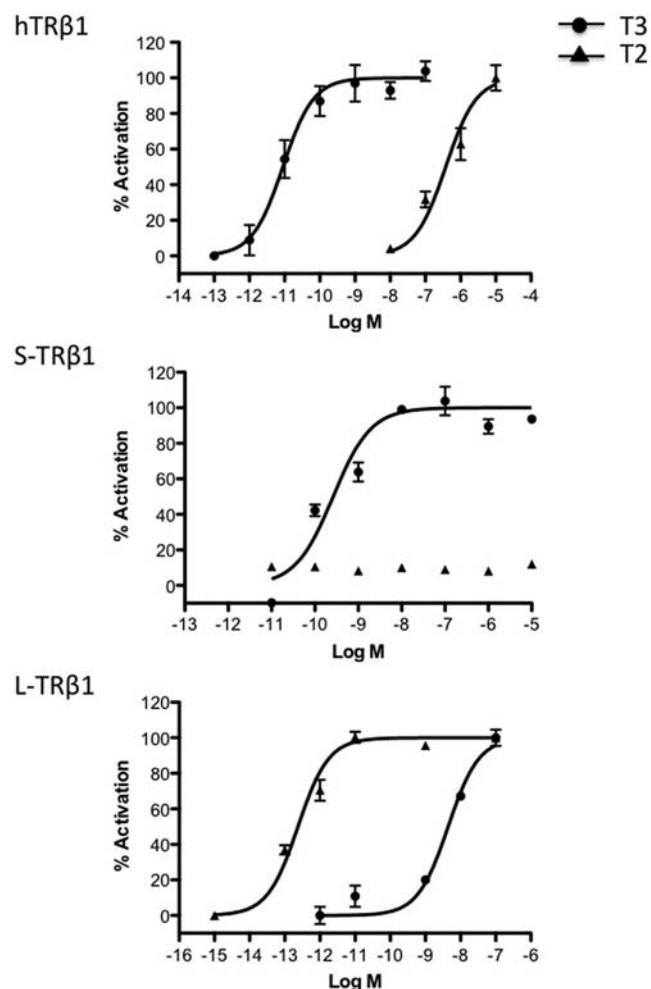 hTRβ1
T3
T2
% Activation
120
100
80
60
40
20
0
-14 -13 -12 -11 -10 -9 -8 -7 -6 -5 -4
Log M
S-TRβ1
% Activation
120
100
80
60
40
20
0
-13 -12 -11 -10 -9 -8 -7 -6 -5
Log M
L-TRβ1
% Activation
120
100
80
60
40
20
0
-16 -15 -14 -13 -12 -11 -10 -9 -8 -7 -6
Log M